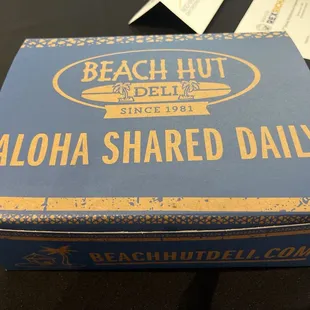 BEACH HUT
DELI
SINCE 1981
ALOHA SHARED DAILY
BEACHHUTDELI.COM